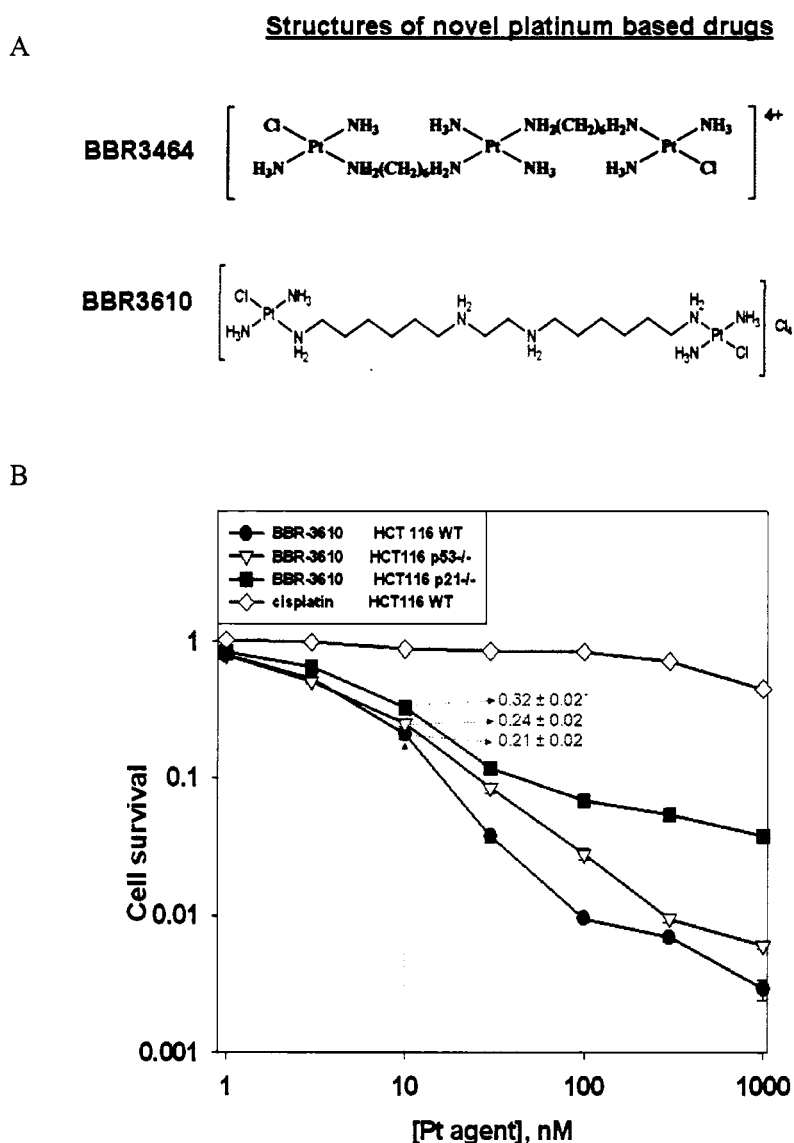 Structures of novel platinum based drugs
A
BBR3464
Cl NH₃ H₃N NH₂(CH₂)₆H₂N NH₃ 4+
Pt Pt Pt
H₃N NH₂(CH₂)₆H₂N NH₃ H₃N Cl
BBR3610
Cl NH₃ H₂ N H₂ N NH₃ Cl₄
Pt Pt
H₃N N H₂ N H₂ H₃N Cl
B
BBR-3610 HCT 116 WT
BBR-3610 HCT116 p53-/-
BBR-3610 HCT116 p21-/-
cisplatin HCT116 WT
1
0.32 ± 0.02
0.24 ± 0.02
0.21 ± 0.02
0.1
Cell survival
0.01
0.001
1 10 100 1000
[Pt agent], nM